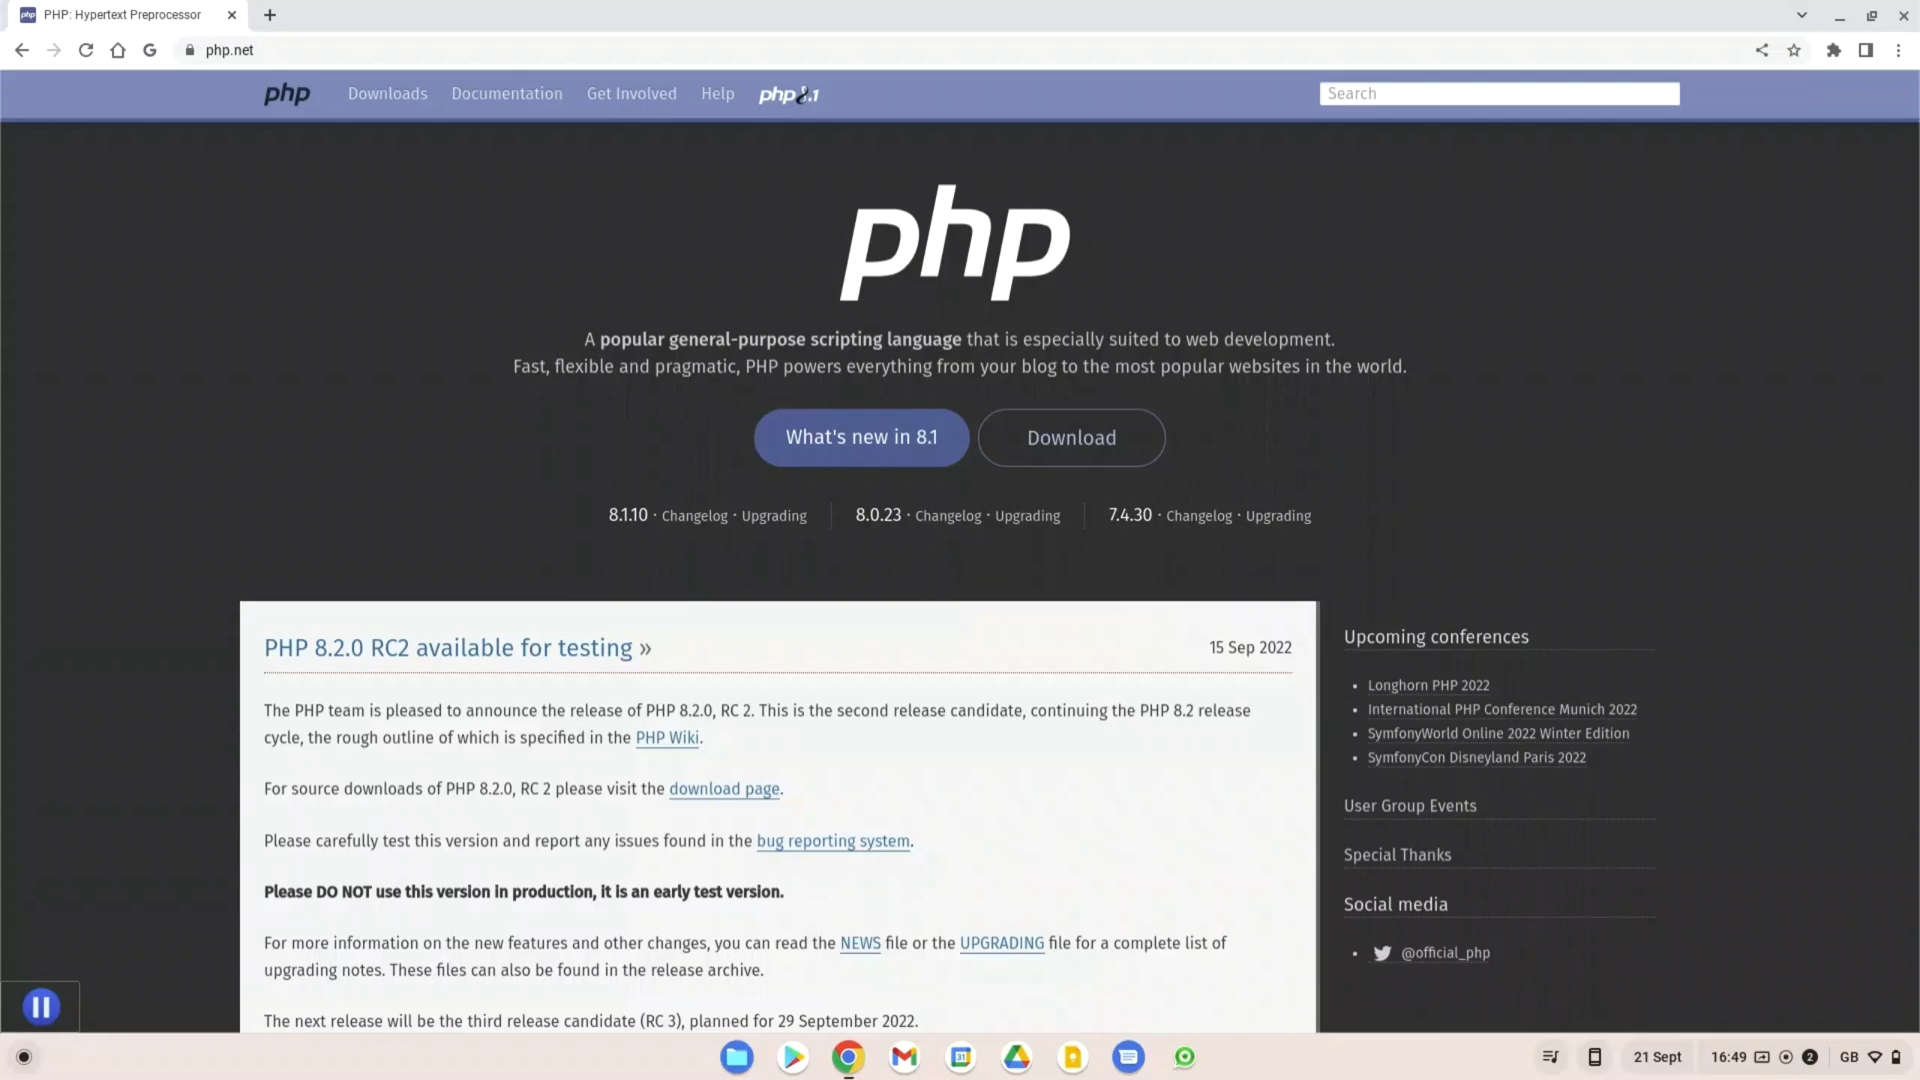 PHP: Hypertext Preprocessor
php.net
php Downloads Documentation Get Involved Help php8.1 Search
php
A popular general-purpose scripting language that is especially suited to web development.
Fast, flexible and pragmatic, PHP powers everything from your blog to the most popular websites in the world.
What's new in 8.1 Download
8.1.10 · Changelog · Upgrading 8.0.23 · Changelog · Upgrading 7.4.30 · Changelog · Upgrading
PHP 8.2.0 RC2 available for testing » 15 Sep 2022
The PHP team is pleased to announce the release of PHP 8.2.0, RC 2. This is the second release candidate, continuing the PHP 8.2 release
cycle, the rough outline of which is specified in the PHP Wiki.
For source downloads of PHP 8.2.0, RC 2 please visit the download page.
Please carefully test this version and report any issues found in the bug reporting system.
Please DO NOT use this version in production, it is an early test version.
For more information on the new features and other changes, you can read the NEWS file or the UPGRADING file for a complete list of
upgrading notes. These files can also be found in the release archive.
The next release will be the third release candidate (RC 3), planned for 29 September 2022.
Upcoming conferences
Longhorn PHP 2022
International PHP Conference Munich 2022
SymfonyWorld Online 2022 Winter Edition
SymfonyCon Disneyland Paris 2022
User Group Events
Special Thanks
Social media
@official_php
31 21 Sept 16:49 2 GB